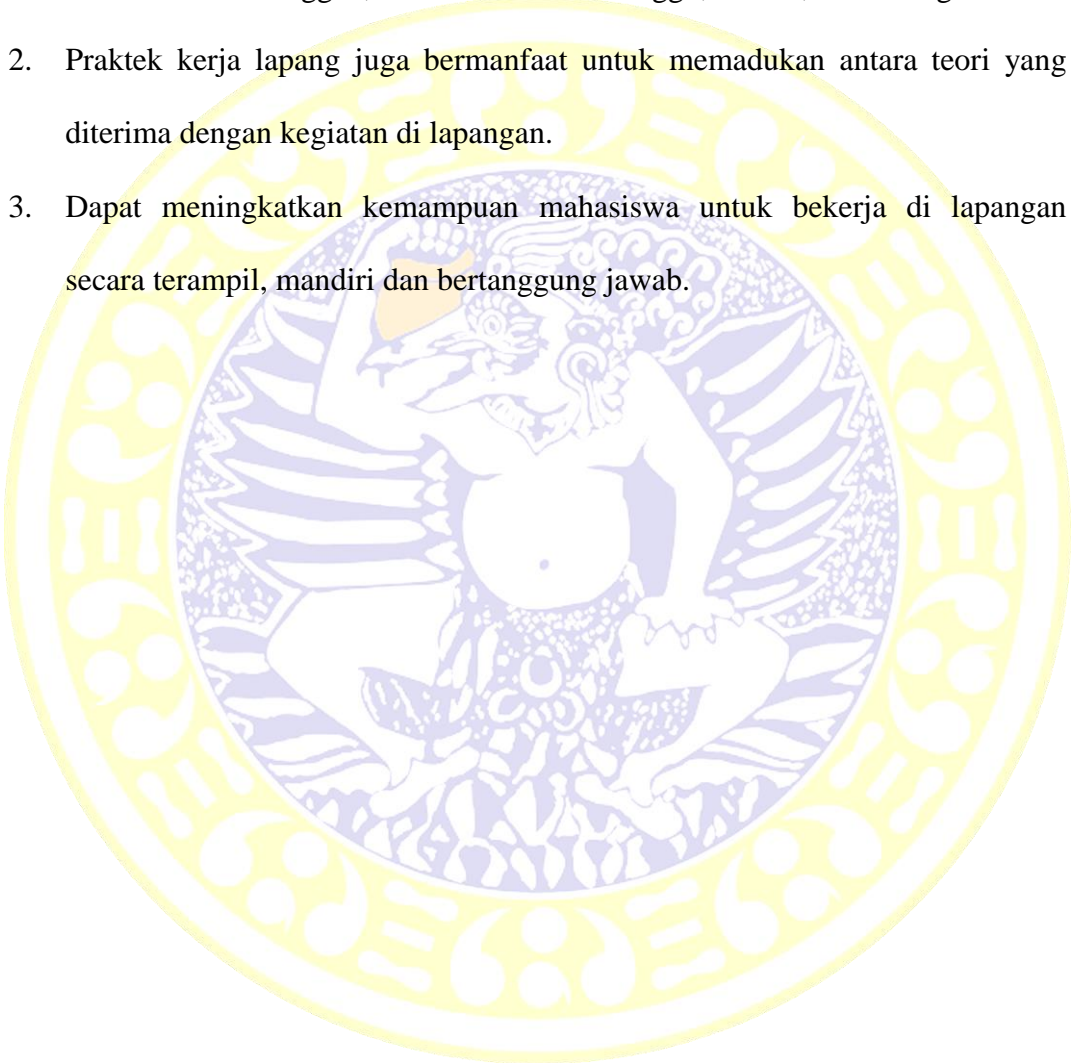 2. Praktek kerja lapang juga bermanfaat untuk memadukan antara teori yang
diterima dengan kegiatan di lapangan.
3. Dapat meningkatkan kemampuan mahasiswa untuk bekerja di lapangan
secara terampil, mandiri dan bertanggung jawab.